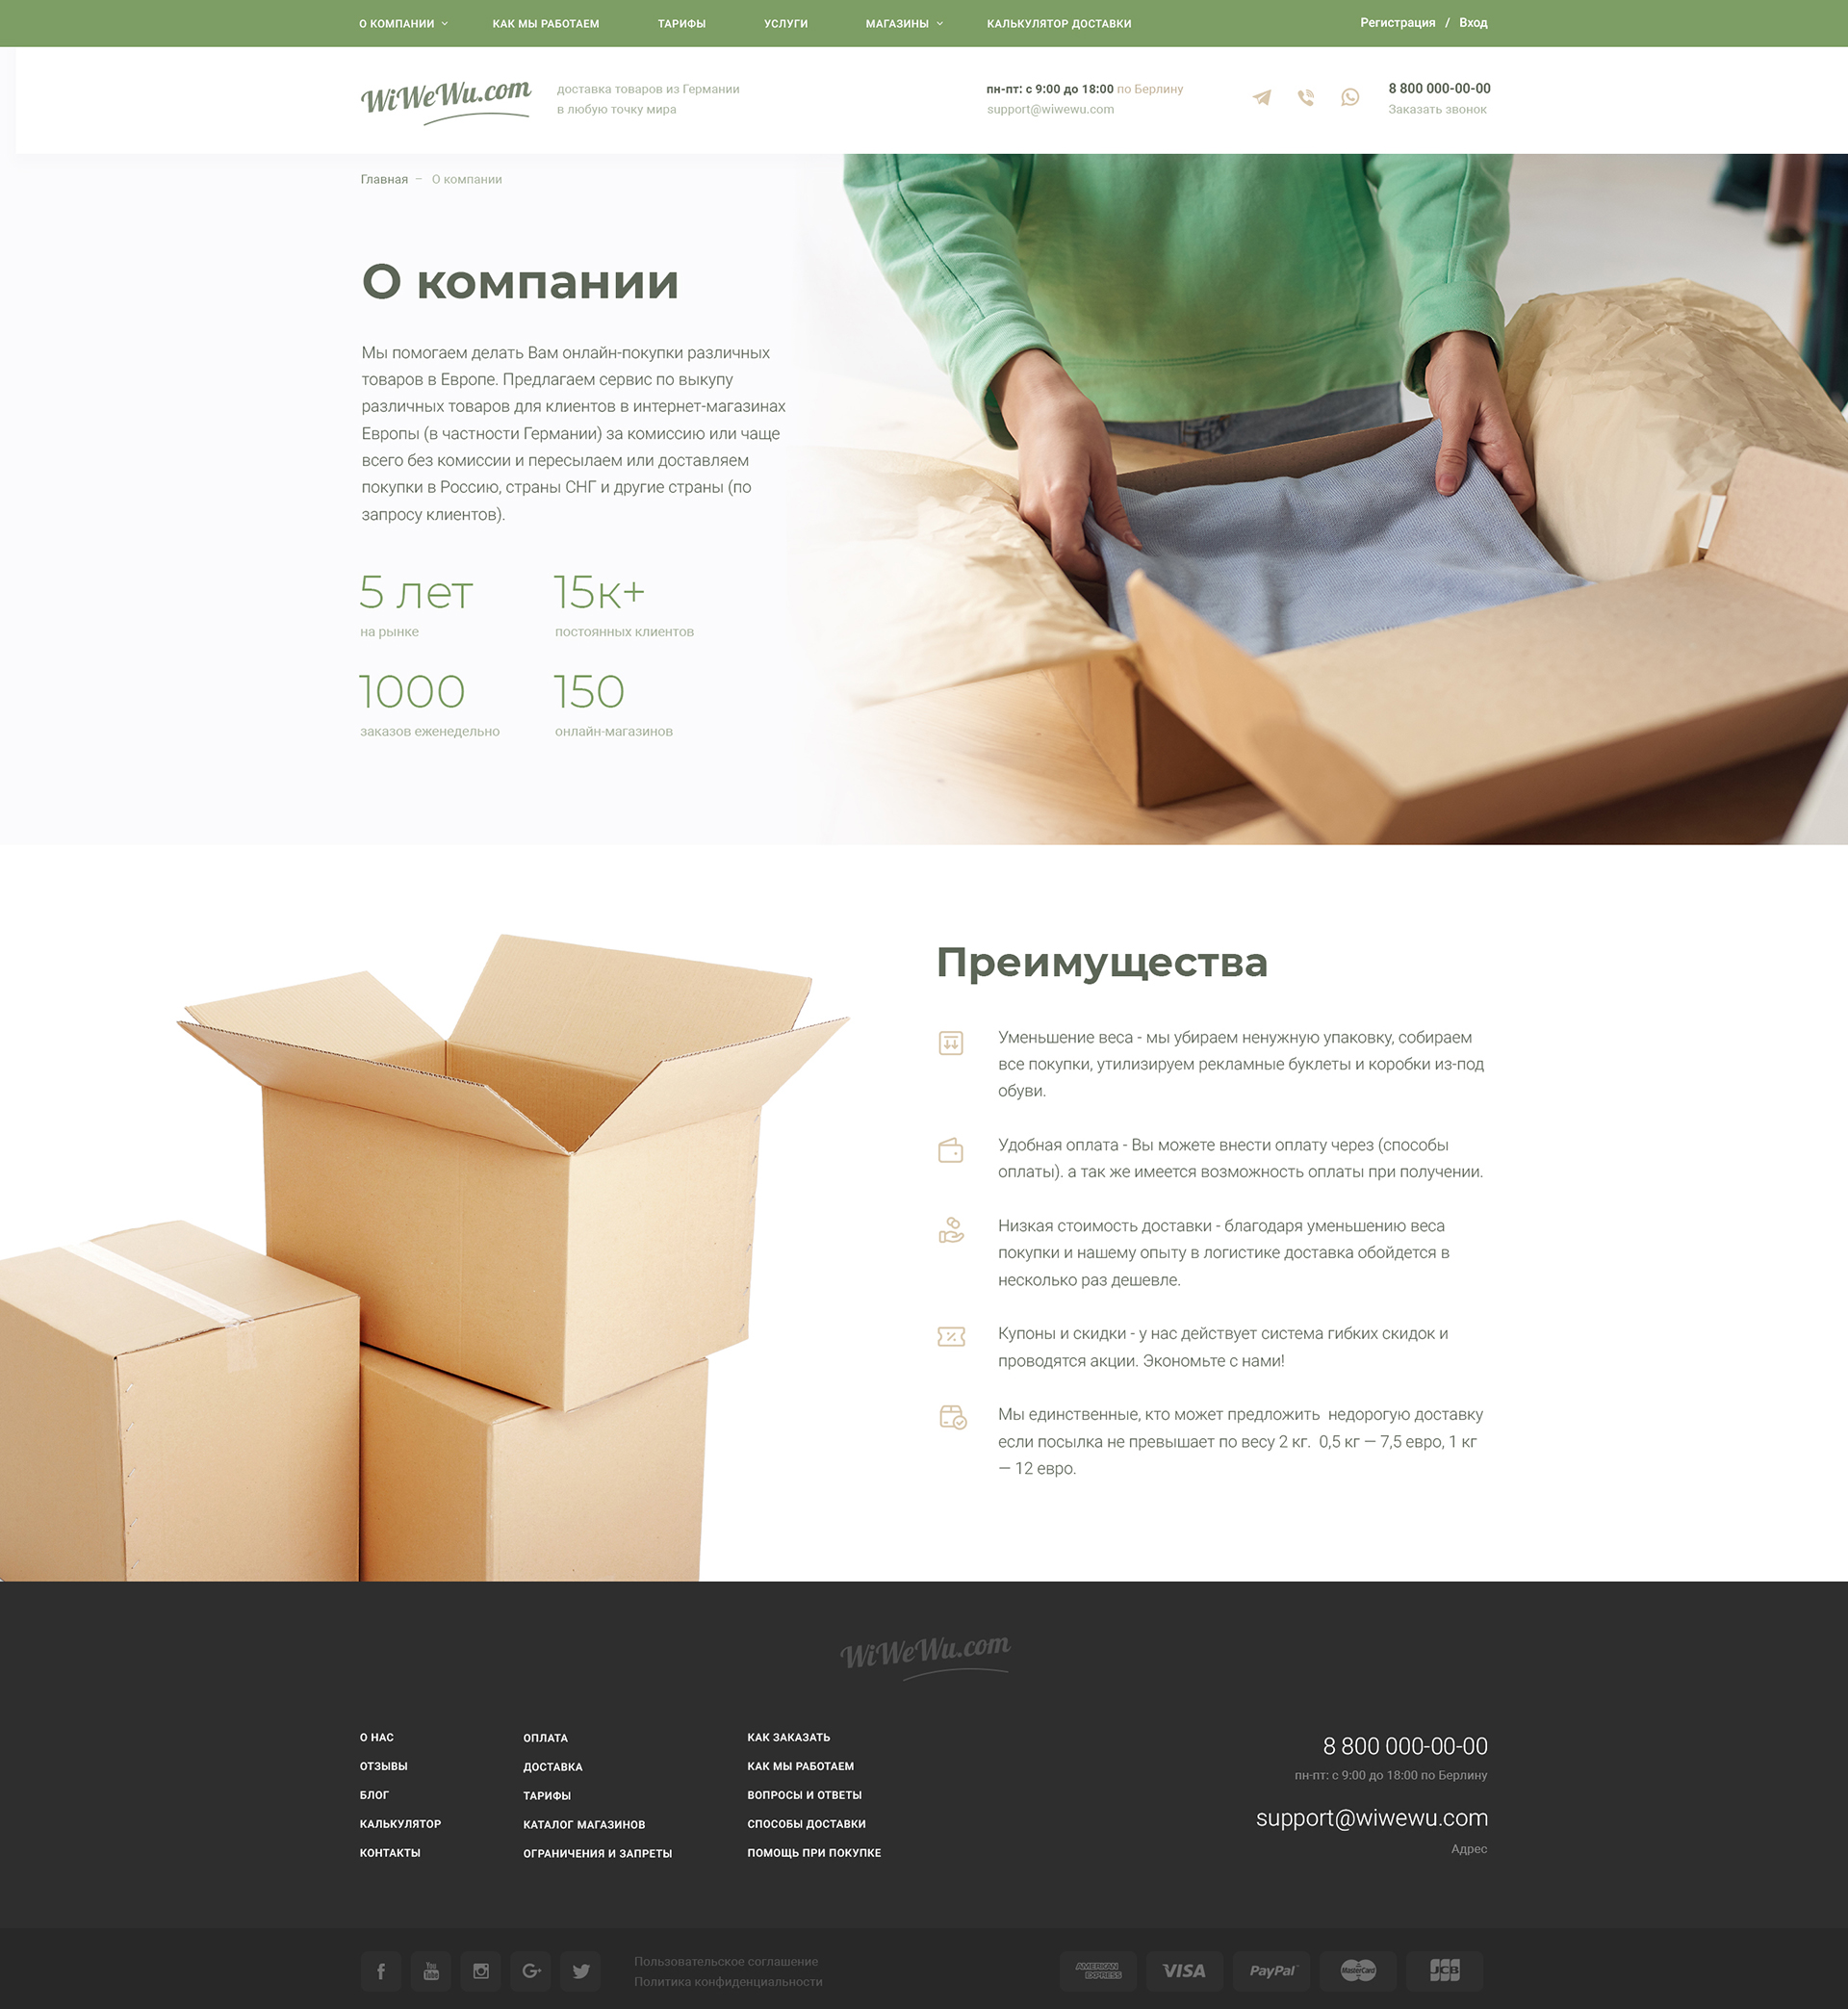 О КОМПАНИИ
КАК МЫ РАБОТАЕМ
ТАРИФЫ
УСЛУГИ
МАГАЗИНЫ
КАЛЬКУЛЯТОР ДОСТАВКИ
Регистрация / Вход
WiWeWu.com
доставка товаров из Германии
в любую точку мира
пн-пт: с 9:00 до 18:00 по Берлину
support@wiwewu.com
8 800 000-00-00
Заказать звонок
Главная – О компании
О компании
Мы помогаем делать Вам онлайн-покупки различных
товаров в Европе. Предлагаем сервис по выкупу
различных товаров для клиентов в интернет-магазинах
Европы (в частности Германии) за комиссию или чаще
всего без комиссии и пересылаем или доставляем
покупки в Россию, страны СНГ и другие страны (по
запросу клиентов).
5 лет
на рынке
15к+
постоянных клиентов
1000
заказов еженедельно
150
онлайн-магазинов
Преимущества
Уменьшение веса - мы убираем ненужную упаковку, собираем
все покупки, утилизируем рекламные буклеты и коробки из-под
обуви.
Удобная оплата - Вы можете внести оплату через (способы
оплаты). а так же имеется возможность оплаты при получении.
Низкая стоимость доставки - благодаря уменьшению веса
покупки и нашему опыту в логистике доставка обойдется в
несколько раз дешевле.
Купоны и скидки - у нас действует система гибких скидок и
проводятся акции. Экономьте с нами!
Мы единственные, кто может предложить  недорогую доставку
если посылка не превышает по весу 2 кг.  0,5 кг — 7,5 евро, 1 кг
— 12 евро.
WiWeWu.com
О НАС
ОТЗЫВЫ
БЛОГ
КАЛЬКУЛЯТОР
КОНТАКТЫ
ОПЛАТА
ДОСТАВКА
ТАРИФЫ
КАТАЛОГ МАГАЗИНОВ
ОГРАНИЧЕНИЯ И ЗАПРЕТЫ
КАК ЗАКАЗАТЬ
КАК МЫ РАБОТАЕМ
ВОПРОСЫ И ОТВЕТЫ
СПОСОБЫ ДОСТАВКИ
ПОМОЩЬ ПРИ ПОКУПКЕ
8 800 000-00-00
пн-пт: с 9:00 до 18:00 по Берлину
support@wiwewu.com
Адрес
You Tube
Пользовательское соглашение
Политика конфиденциальности
AMERICAN EXPRESS
VISA
PayPal
MasterCard
JCB